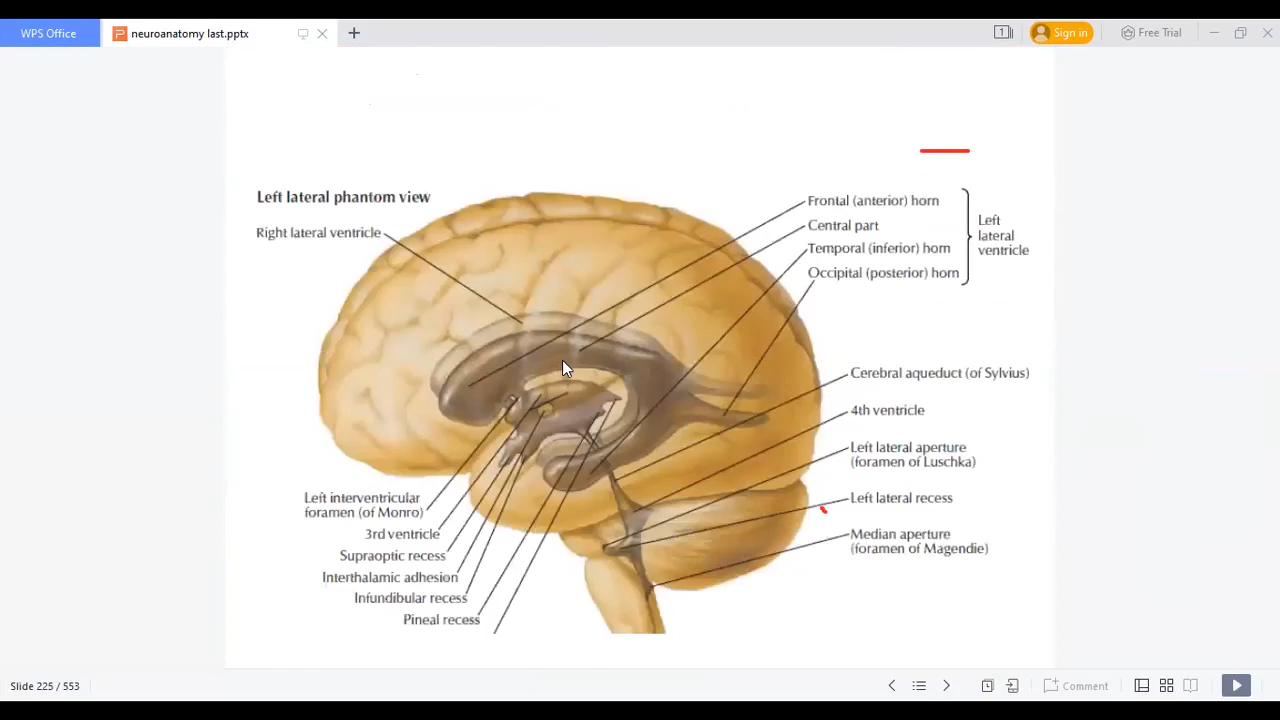 WPS Office
neuroanatomy last.pptx
1
Sign in
Free Trial
Left lateral phantom view
Right lateral ventricle
Frontal (anterior) horn
Central part
Temporal (inferior) horn
Occipital (posterior) horn
Left
lateral
ventricle
Cerebral aqueduct (of Sylvius)
4th ventricle
Left lateral aperture
(foramen of Luschka)
Left lateral recess
Median aperture
(foramen of Magendie)
Left interventricular
foramen (of Monro)
3rd ventricle
Supraoptic recess
Interthalamic adhesion
Infundibular recess
Pineal recess
Slide 225 / 553
Comment